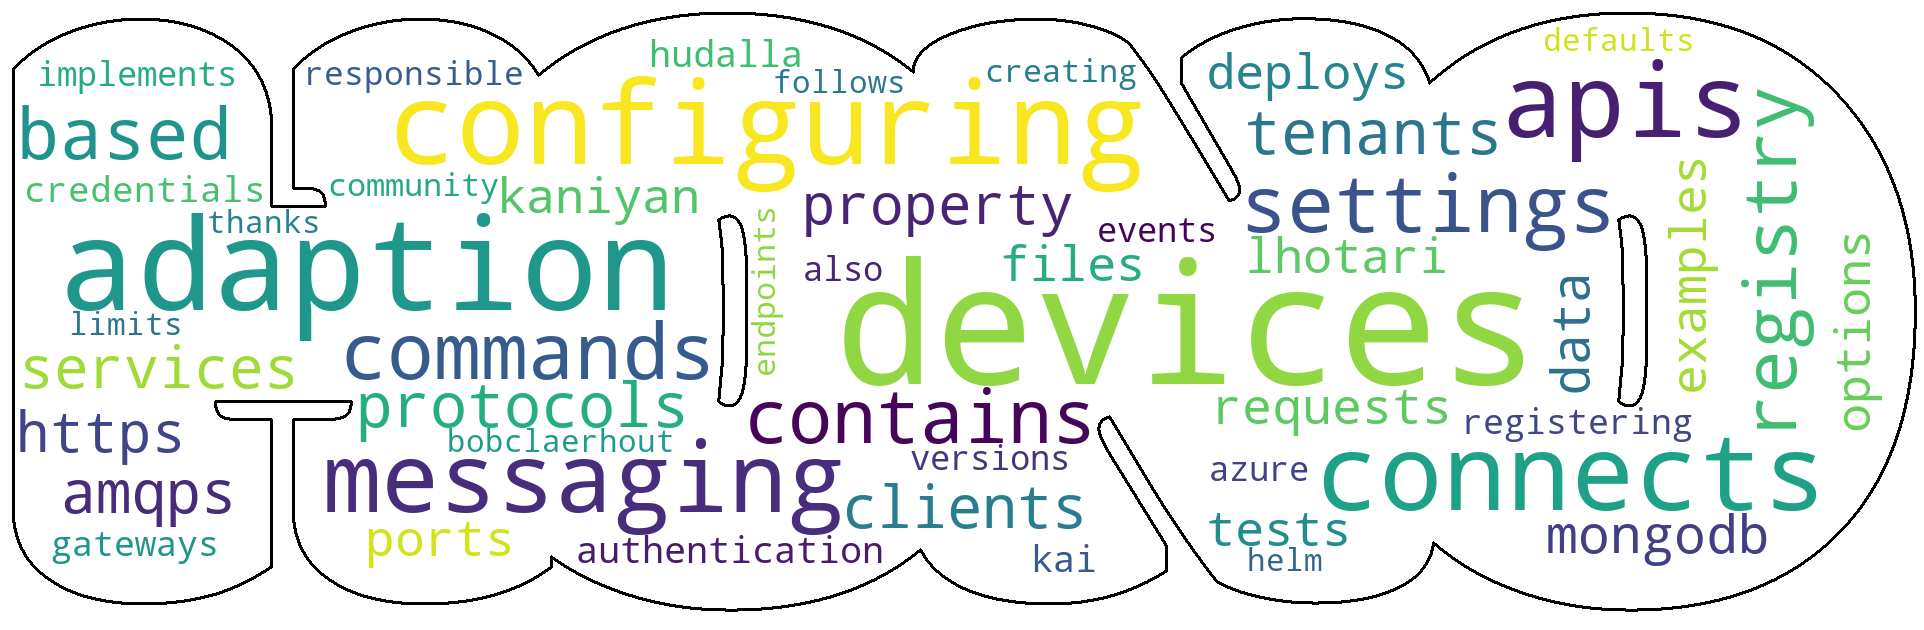 implements
responsible
hudalla
follows
creating
deploys
defaults
based
configuring
tenants
apis
credentials
community
kaniyan
property
settings
registry
thanks
adaption
endpoints
also
files
events
lhotari
devices
data
examples
options
limits
services
commands
protocols
contains
requests
registering
https
bobclaerhout
versions
azure
connects
amqps
messaging
clients
tests
mongodb
gateways
ports
authentication
kai
helm